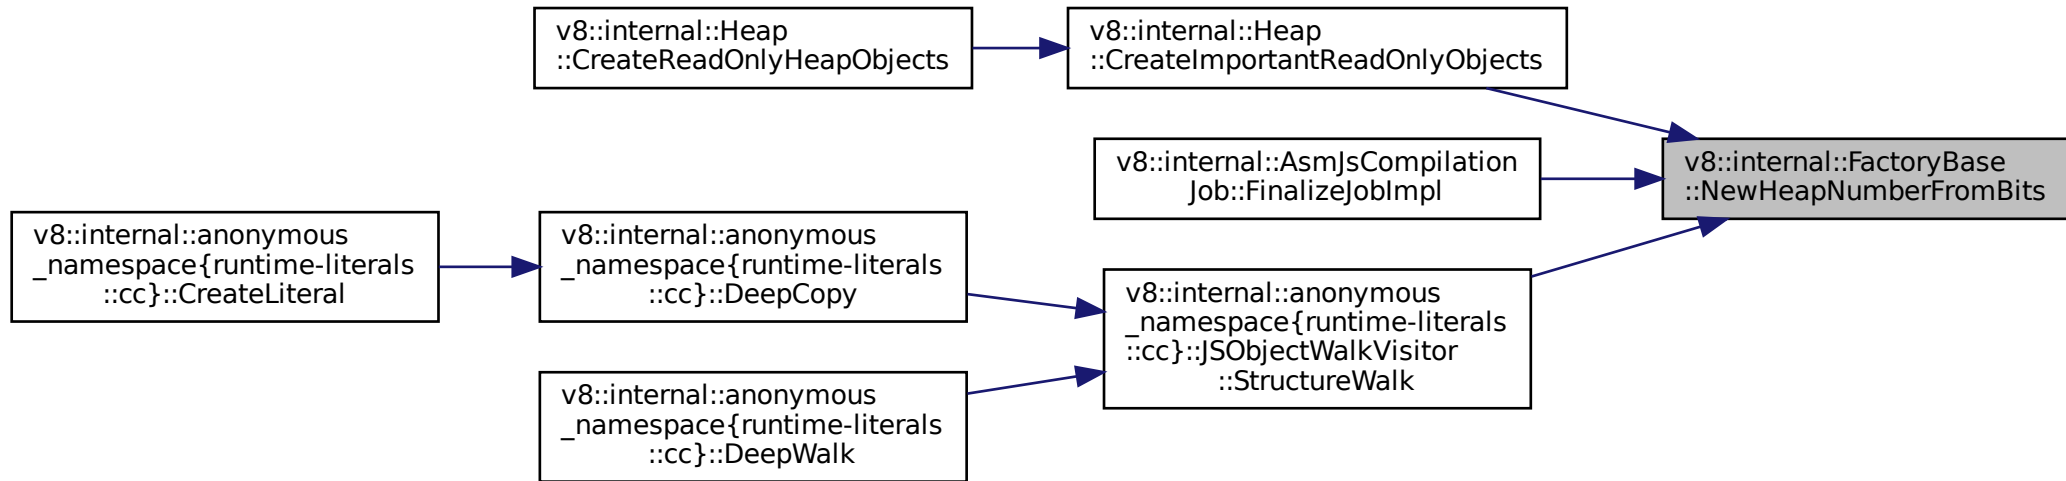 v8::internal::Heap
::CreateReadOnlyHeapObjects
v8::internal::Heap
::CreateImportantReadOnlyObjects
v8::internal::AsmJsCompilation
Job::FinalizeJobImpl
v8::internal::FactoryBase
::NewHeapNumberFromBits
v8::internal::anonymous
_namespace{runtime-literals
::cc}::CreateLiteral
v8::internal::anonymous
_namespace{runtime-literals
::cc}::DeepCopy
v8::internal::anonymous
_namespace{runtime-literals
::cc}::JSObjectWalkVisitor
::StructureWalk
v8::internal::anonymous
_namespace{runtime-literals
::cc}::DeepWalk